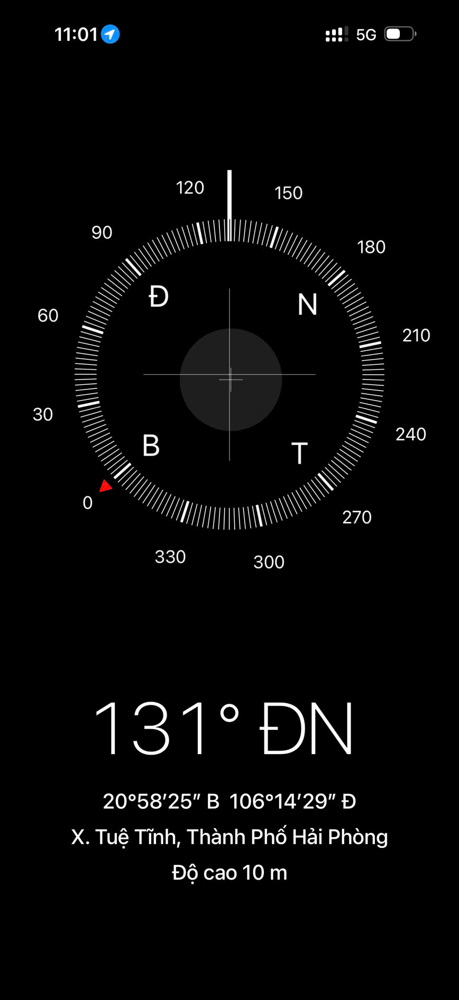 11:01 5G
120 150
90 180
60 210
Đ N
30 240
B T
0 270
330 300
131° ĐN
20°58′25″ B 106°14′29″ Đ
X. Tuệ Tĩnh, Thành Phố Hải Phòng
Độ cao 10 m